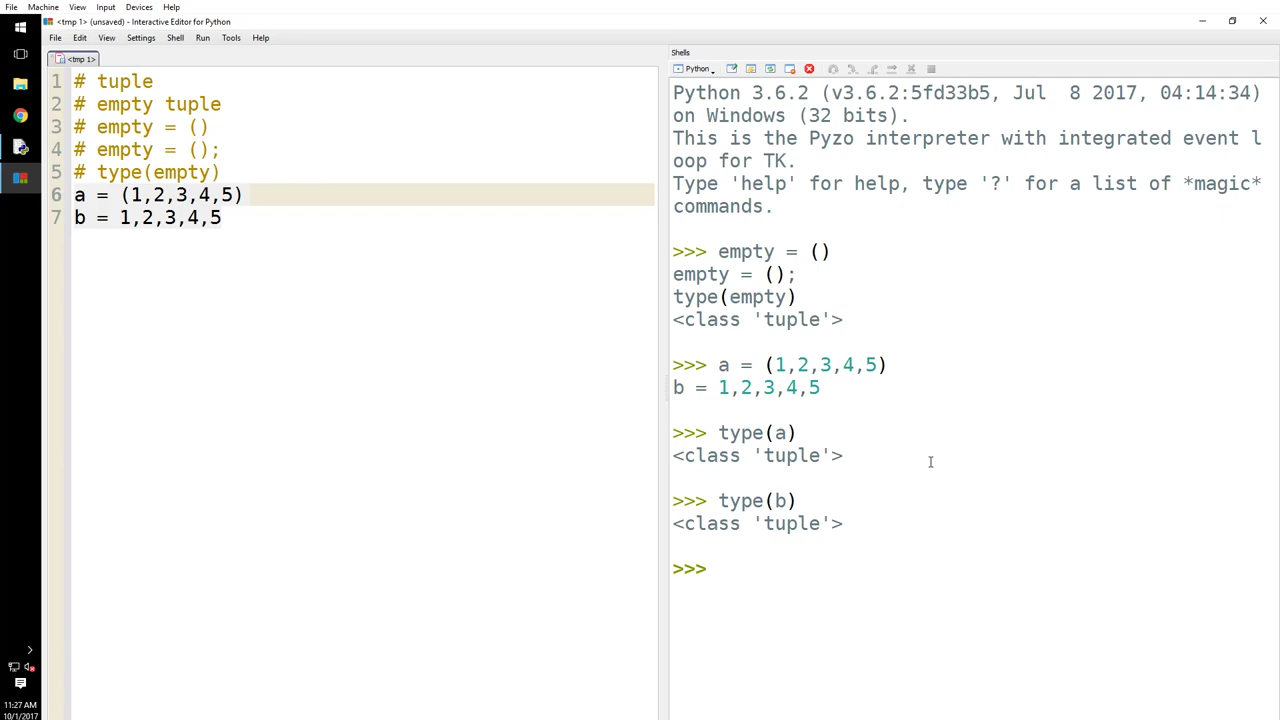 File Machine View Input Devices Help
<tmp 1> (unsaved) - Interactive Editor for Python
File Edit View Settings Shell Run Tools Help
<tmp 1>
1 # tuple
2 # empty tuple
3 # empty = ()
4 # empty = ();
5 # type(empty)
6 a = (1,2,3,4,5)
7 b = 1,2,3,4,5
Shells
Python
Python 3.6.2 (v3.6.2:5fd33b5, Jul  8 2017, 04:14:34)
on Windows (32 bits).
This is the Pyzo interpreter with integrated event l
oop for TK.
Type 'help' for help, type '?' for a list of *magic*
commands.
>>> empty = ()
empty = ();
type(empty)
<class 'tuple'>
>>> a = (1,2,3,4,5)
b = 1,2,3,4,5
>>> type(a)
<class 'tuple'>
>>> type(b)
<class 'tuple'>
>>>
11:27 AM
10/1/2017